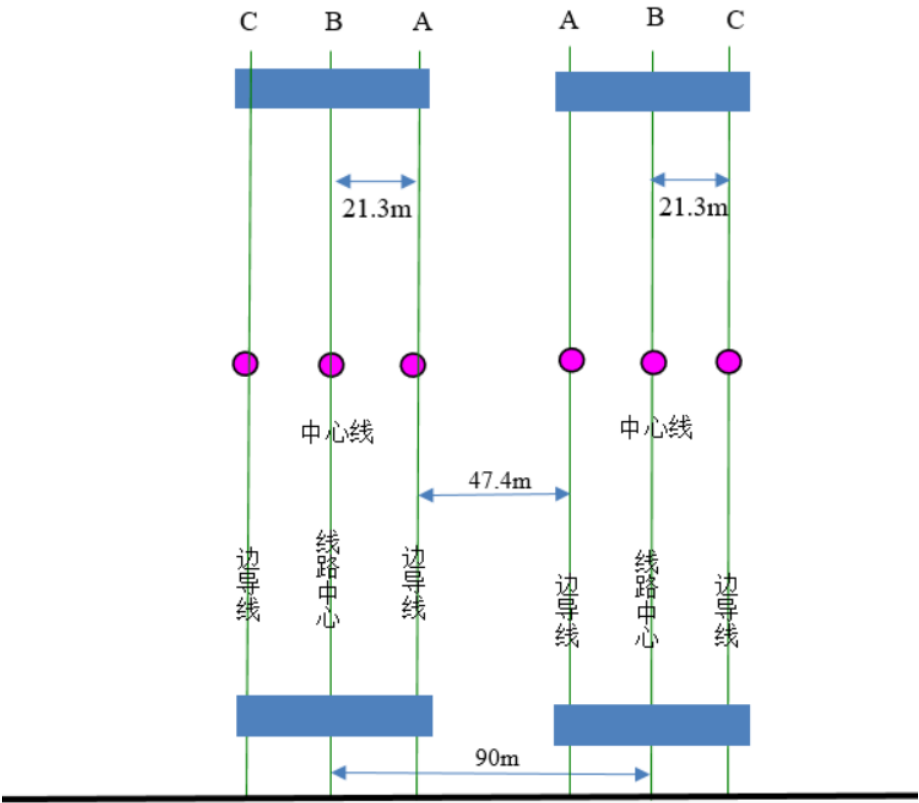 C B A A B C
21.3m 21.3m
中心线 中心线
47.4m
边导线
线路中心
边导线
边导线
线路中心
边导线
90m